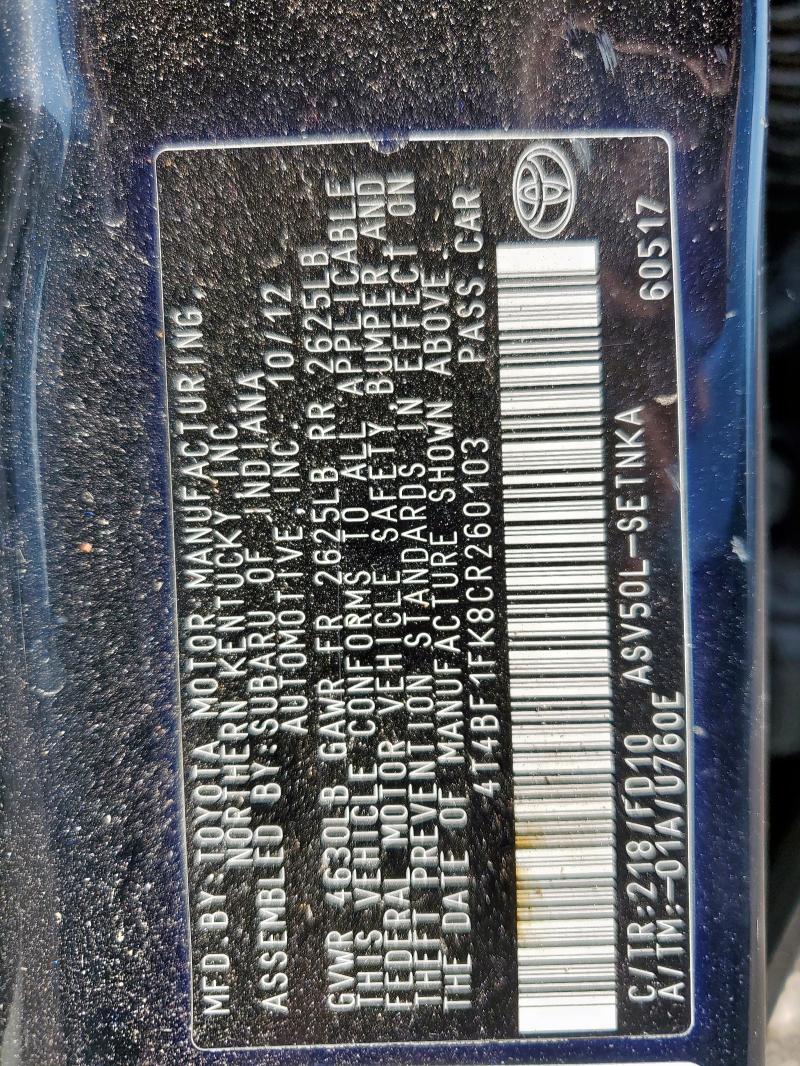 MFD.BY:TOYOTA MOTOR MANUFACTURING,
NORTHERN KENTUCKY INC.
ASSEMBLED BY:SUBARU OF INDIANA
AUTOMOTIVE,INC. 10/12
GVWR 4630LB GAWR FR 2625LB RR 2625LB
THIS VEHICLE CONFORMS TO ALL APPLICABLE
FEDERAL MOTOR VEHICLE SAFETY, BUMPER AND
THEFT PREVENTION STANDARDS IN EFFECT ON
THE DATE OF MANUFACTURE SHOWN ABOVE.
4T4BF1FK8CR260103 PASS.CAR
C/TR:218/FD10 ASV50L-SETNKA 60517
A/TM:-01A/U760E